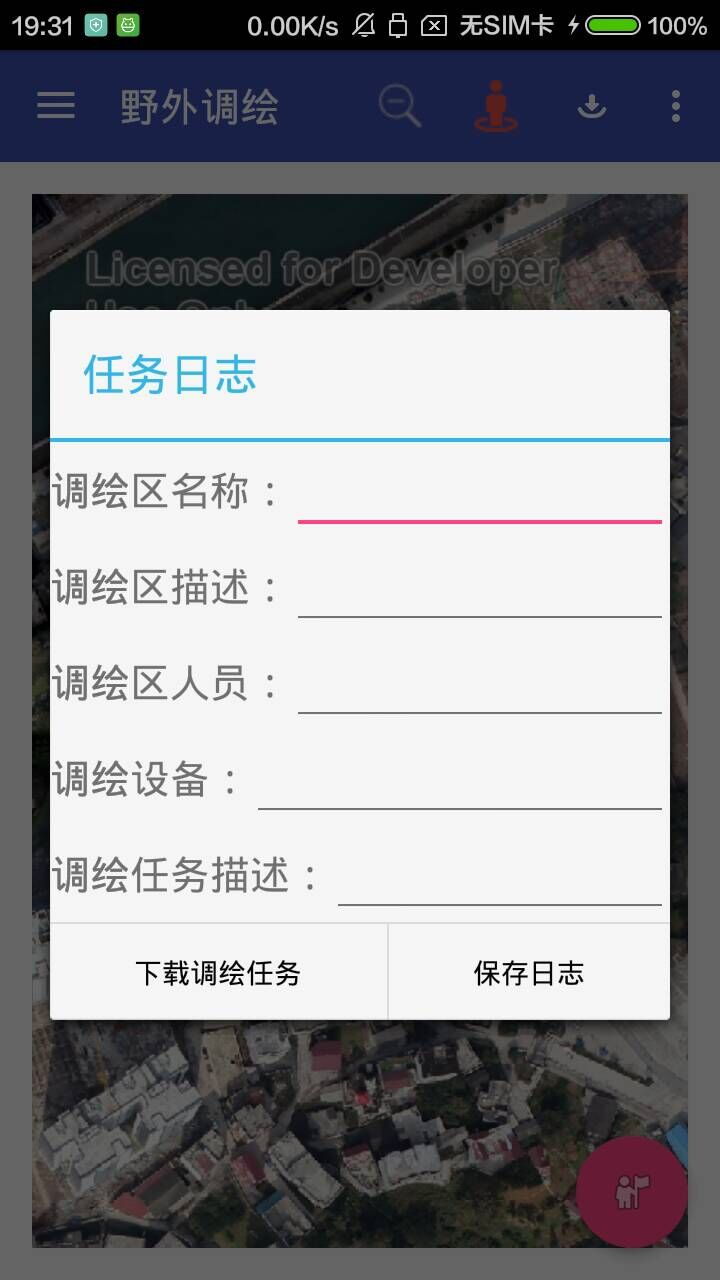 19:31 0.00K/s 无SIM卡 100%
野外调绘
Licensed for Developer
Use Only
任务日志
调绘区名称：
调绘区描述：
调绘区人员：
调绘设备：
调绘任务描述：
下载调绘任务 保存日志